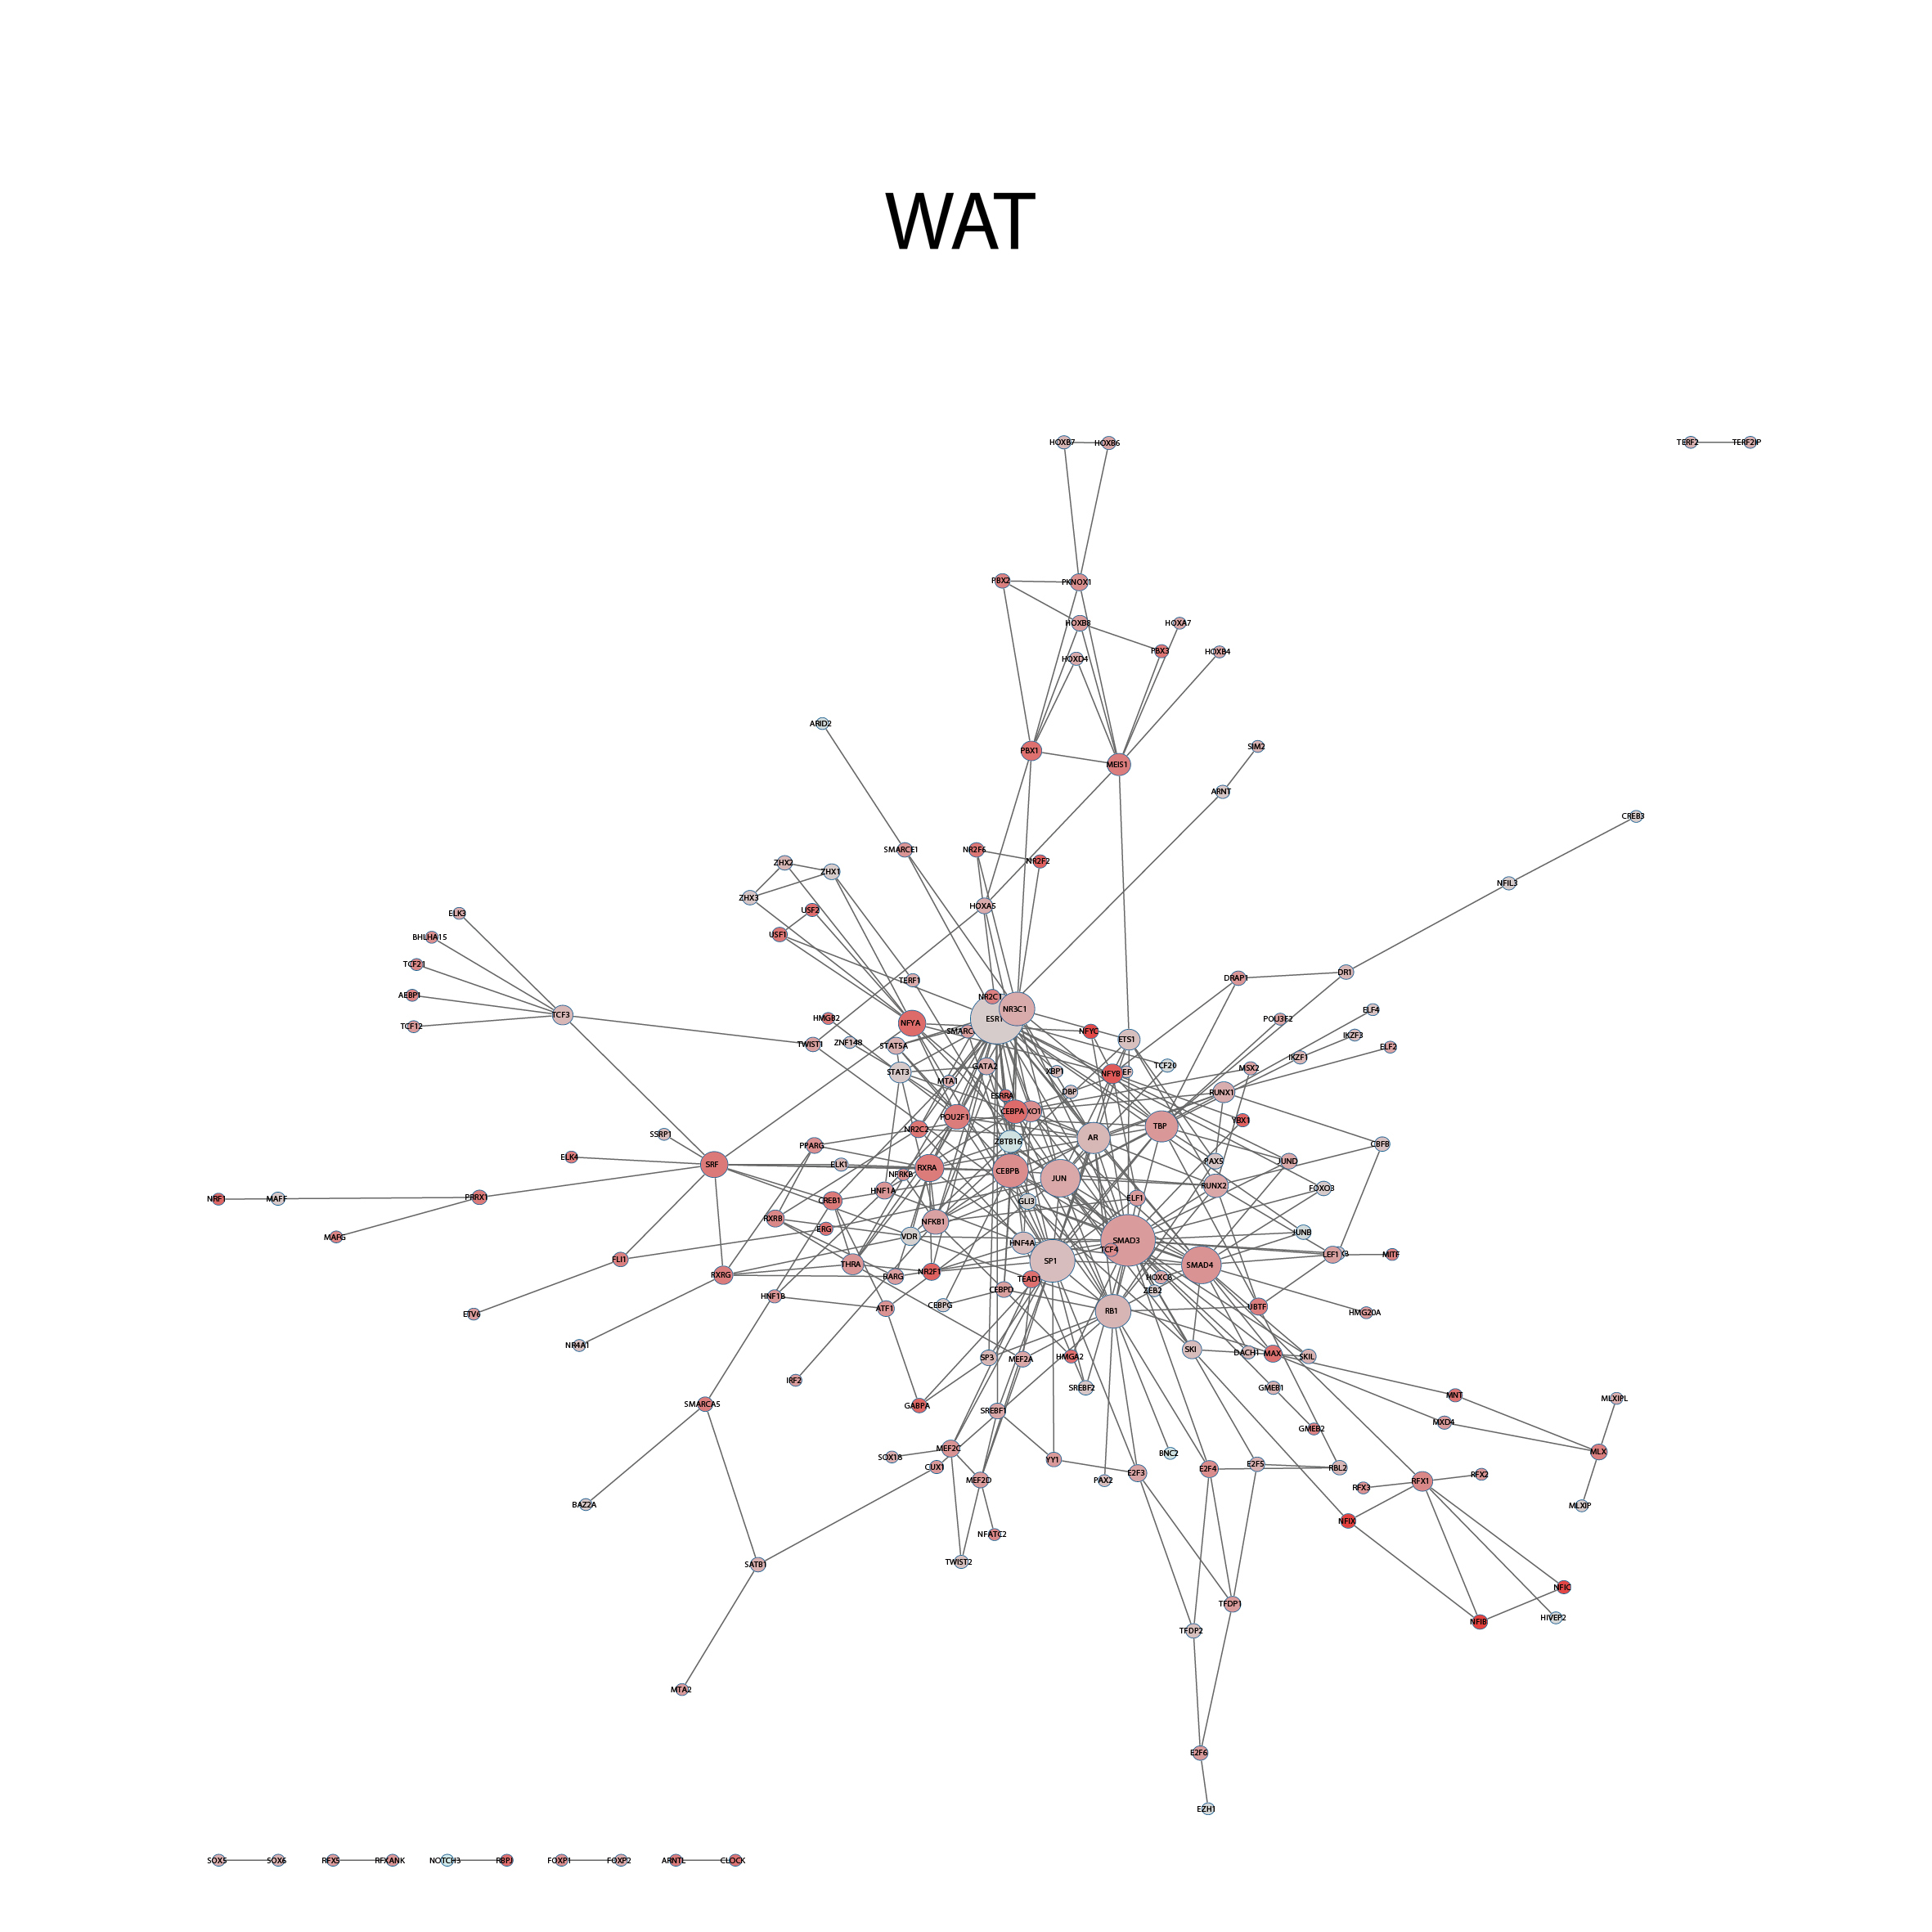 WAT
HOXB7
HOXB6
TERF2
TERF2IP
PBX2
PKNOX1
HOXB8
HOXA7
PBX3
HOXB4
HOXD4
ARID2
PBX1
MEIS1
SIM2
ARNT
CREB3
SMARCE1
NR2F6
NR2F2
ZHX2
ZHX1
NFIL3
ZHX3
HOXA5
ELK3
USF2
BHLHA15
USF1
TCF21
DR1
TERF1
DRAP1
AEBP1
NR2C1
NR3C1
ELF4
TCF3
HMGB2
ESR1
POU3F2
TCF12
NFYA
SMARC
NFYC
IKZF3
TWIST1
ZNF148
STAT5A
ETS1
ELF2
IKZF1
GATA2
TCF20
STAT3
XBP1
NFYB
EF
MSX2
MTA1
DBP
RUNX1
ESRRA
POU2F1
CEBPA
XO1
YBX1
SSRP1
NR2C2
TBP
PPARG
ZBTB16
AR
CBFB
ELK4
SRF
ELK1
NFRKB
RXRA
CEBPB
JUN
PAX5
JUND
NRF1
MAFF
PRRX1
CREB1
HNF1A
GLI3
ELF1
RUNX2
FOXO3
MAFG
RXRB
ERG
NFKB1
VDR
HNF4A
SMAD3
TCF4
JUNB
FLI1
SP1
SMAD4
LEF1
MITF
RXRG
THRA
RARG
NR2F1
TEAD1
HOXC6
ZEB2
ETV6
HNF1B
ATF1
CEBPG
CEBPD
RB1
UBTF
HMG20A
NR4A1
SP3
MEF2A
HMGA2
SKI
DACH1
MAX
SKIL
IRF2
SREBF2
GMEB1
SMARCA5
GABPA
SREBF1
MNT
MLXIPL
MXD4
GMEB2
SOX18
MEF2C
CUX1
YY1
BNC2
MLX
MEF2D
PAX2
E2F3
E2F4
E2F5
RBL2
RFX3
RFX1
RFX2
BAZ2A
NFATC2
NFIX
MLXIP
SATB1
TWIST2
NFIC
TFDP1
NFIB
HIVEP2
TFDP2
MTA2
E2F6
EZH1
SOX5
SOX6
RFX5
RFXANK
NOTCH3
RBPJ
FOXP1
FOXP2
ARNTL
CLOCK